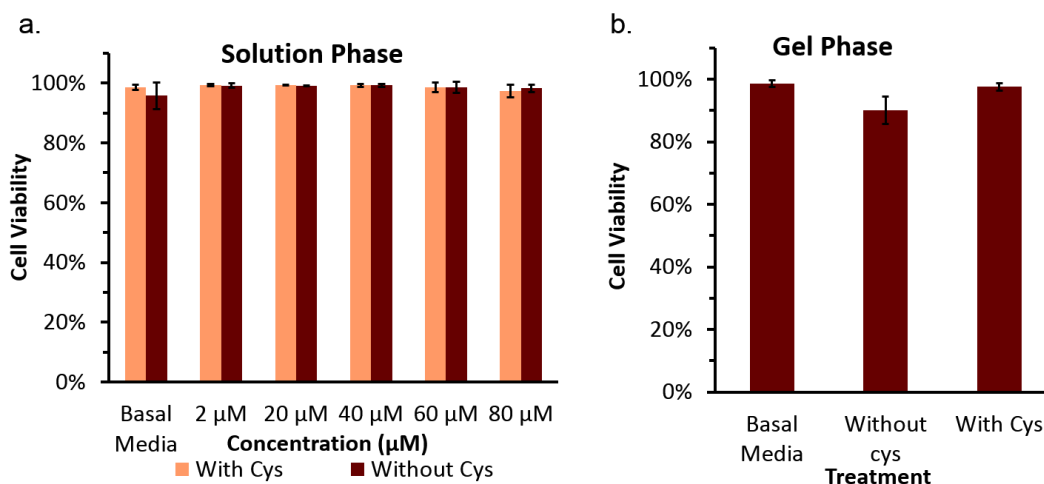 a.
Solution Phase
Cell Viability
100%
80%
60%
40%
20%
0%
Basal Media
2 µM
20 µM
40 µM
60 µM
80 µM
Concentration (µM)
With Cys
Without Cys
b.
Gel Phase
Cell Viability
100%
80%
60%
40%
20%
0%
Basal
Media
Without
cys
With Cys
Treatment